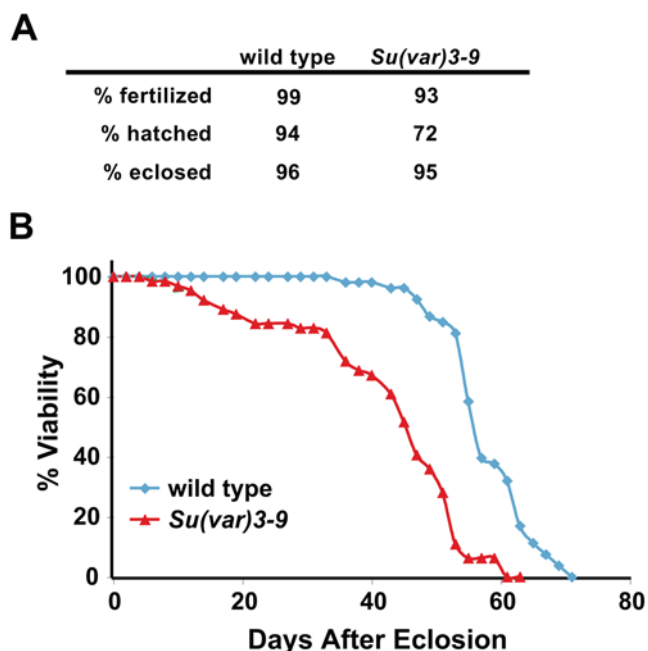 A
wild type Su(var)3-9
% fertilized 99 93
% hatched 94 72
% eclosed 96 95
B
100
80
60
40
20
0
% Viability
wild type
Su(var)3-9
0 20 40 60 80
Days After Eclosion